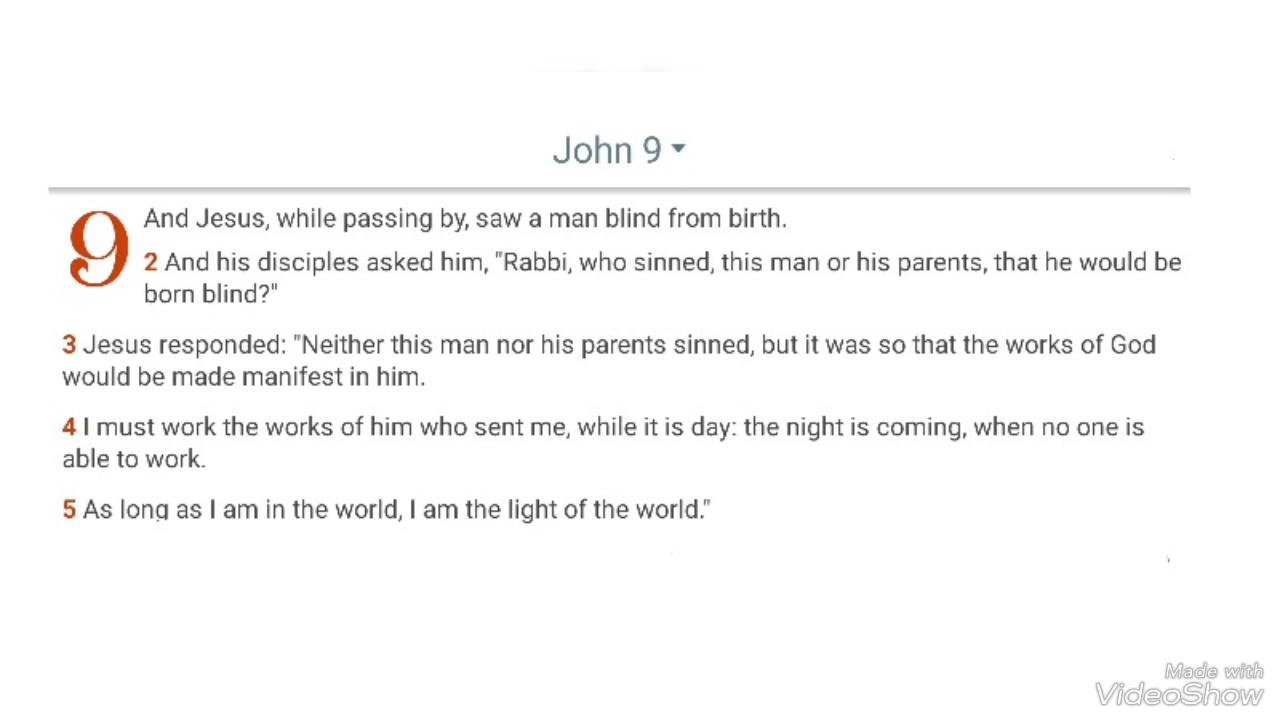 John 9
9 And Jesus, while passing by, saw a man blind from birth.
2 And his disciples asked him, "Rabbi, who sinned, this man or his parents, that he would be
born blind?"
3 Jesus responded: "Neither this man nor his parents sinned, but it was so that the works of God
would be made manifest in him.
4 I must work the works of him who sent me, while it is day: the night is coming, when no one is
able to work.
5 As long as I am in the world, I am the light of the world."
Made with
VideoShow